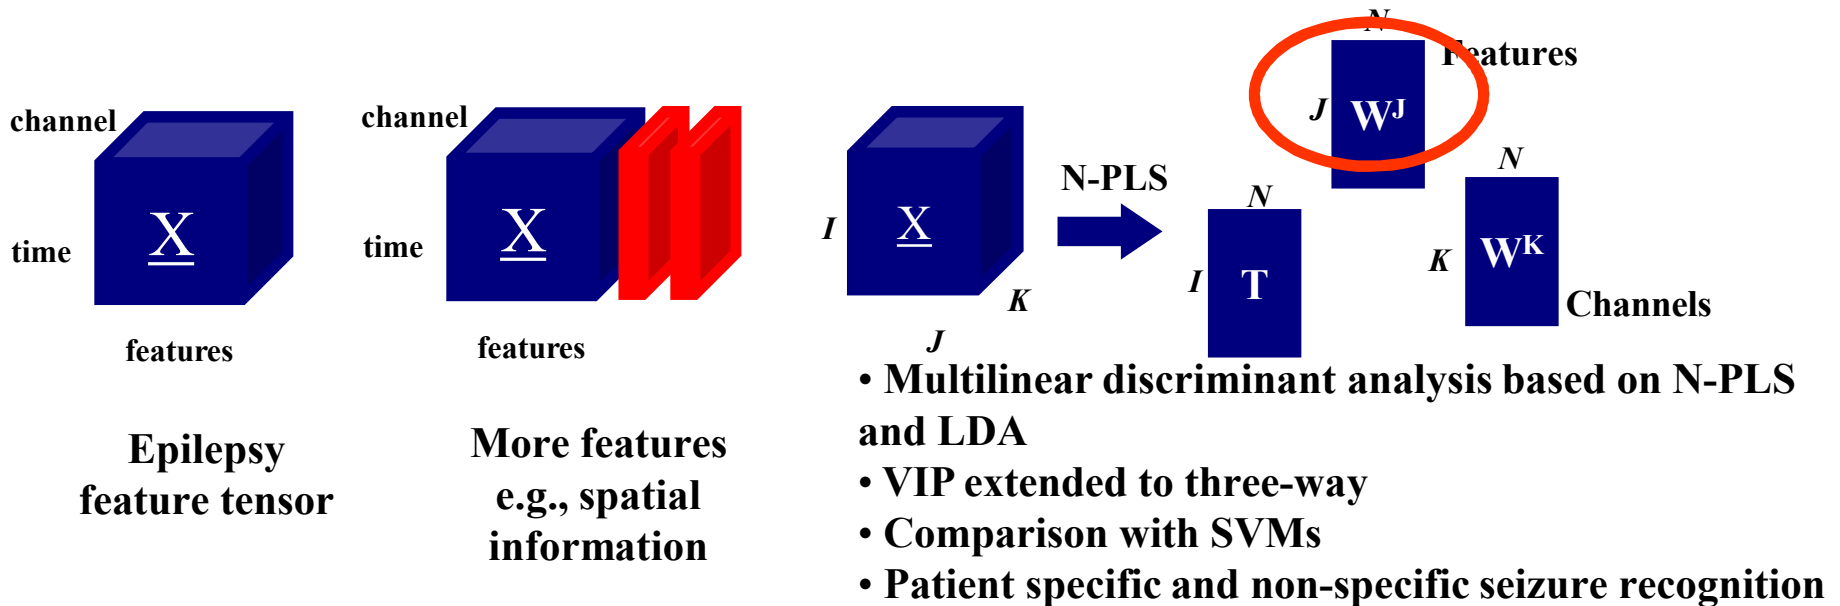 channel
X
time
features
Epilepsy
feature tensor
channel
X
time
features
More features
e.g., spatial
information
I
X
K
J
N-PLS
N
Features
J
W^J
N
I
T
N
K
W^K
Channels
• Multilinear discriminant analysis based on N-PLS
and LDA
• VIP extended to three-way
• Comparison with SVMs
• Patient specific and non-specific seizure recognition